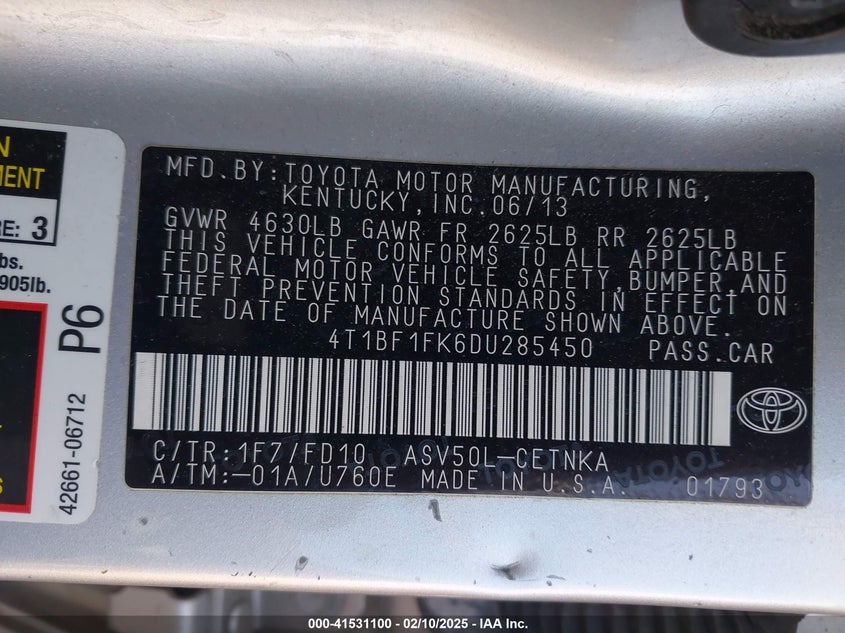 N
MENT
RE: 3
bs.
905lb.
P6
42661-06712
S
MFD.BY:TOYOTA MOTOR MANUFACTURING,
KENTUCKY,INC.06/13
GVWR 4630LB GAWR FR 2625LB RR 2625LB
THIS VEHICLE CONFORMS TO ALL APPLICABLE
FEDERAL MOTOR VEHICLE SAFETY,BUMPER,AND
THEFT PREVENTION STANDARDS IN EFFECT ON
THE DATE OF MANUFACTURE SHOWN ABOVE.
4T1BF1FK6DU285450 PASS.CAR
C/TR:1F7/FD10 ASV50L-CETNKA
A/TM:-01A/U760E MADE IN U.S.A. 01793
000-41531100 - 02/10/2025 - IAA Inc.